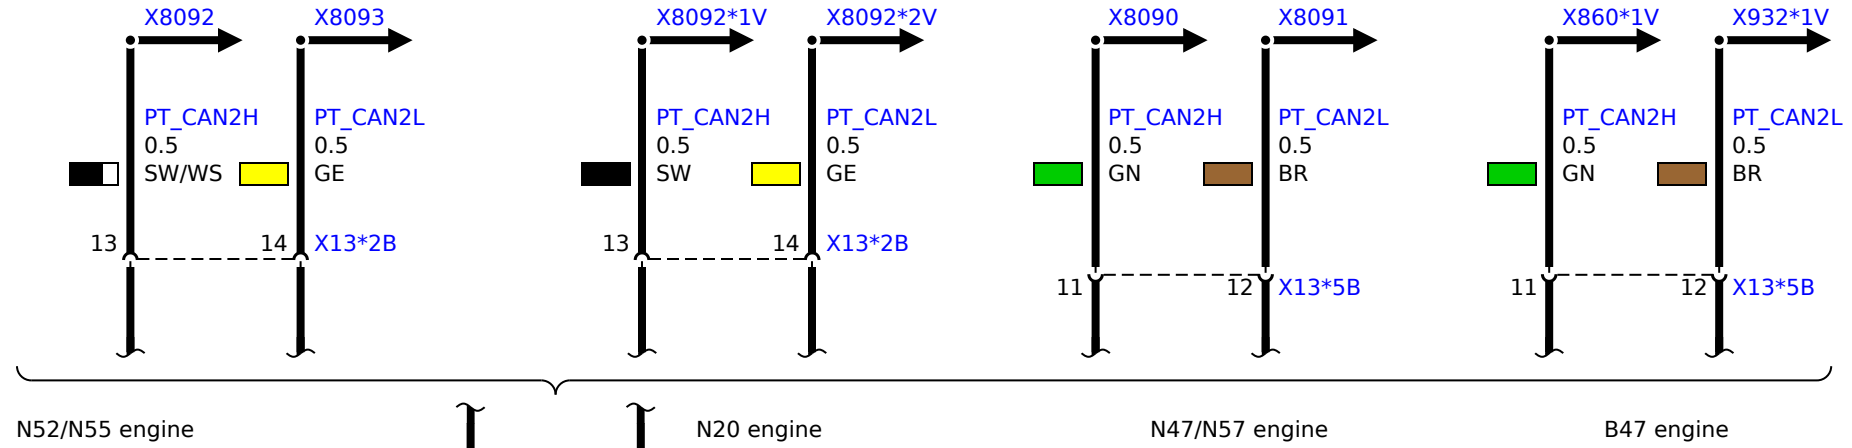 X8092 X8093 X8092*1V X8092*2V X8090 X8091 X860*1V X932*1V
PT_CAN2H PT_CAN2L PT_CAN2H PT_CAN2L PT_CAN2H PT_CAN2L PT_CAN2H PT_CAN2L
0.5 0.5 0.5 0.5 0.5 0.5 0.5 0.5
SW/WS GE SW GE GN BR GN BR
13 14 X13*2B 13 14 X13*2B
11 12 X13*5B 11 12 X13*5B
N52/N55 engine N20 engine N47/N57 engine B47 engine